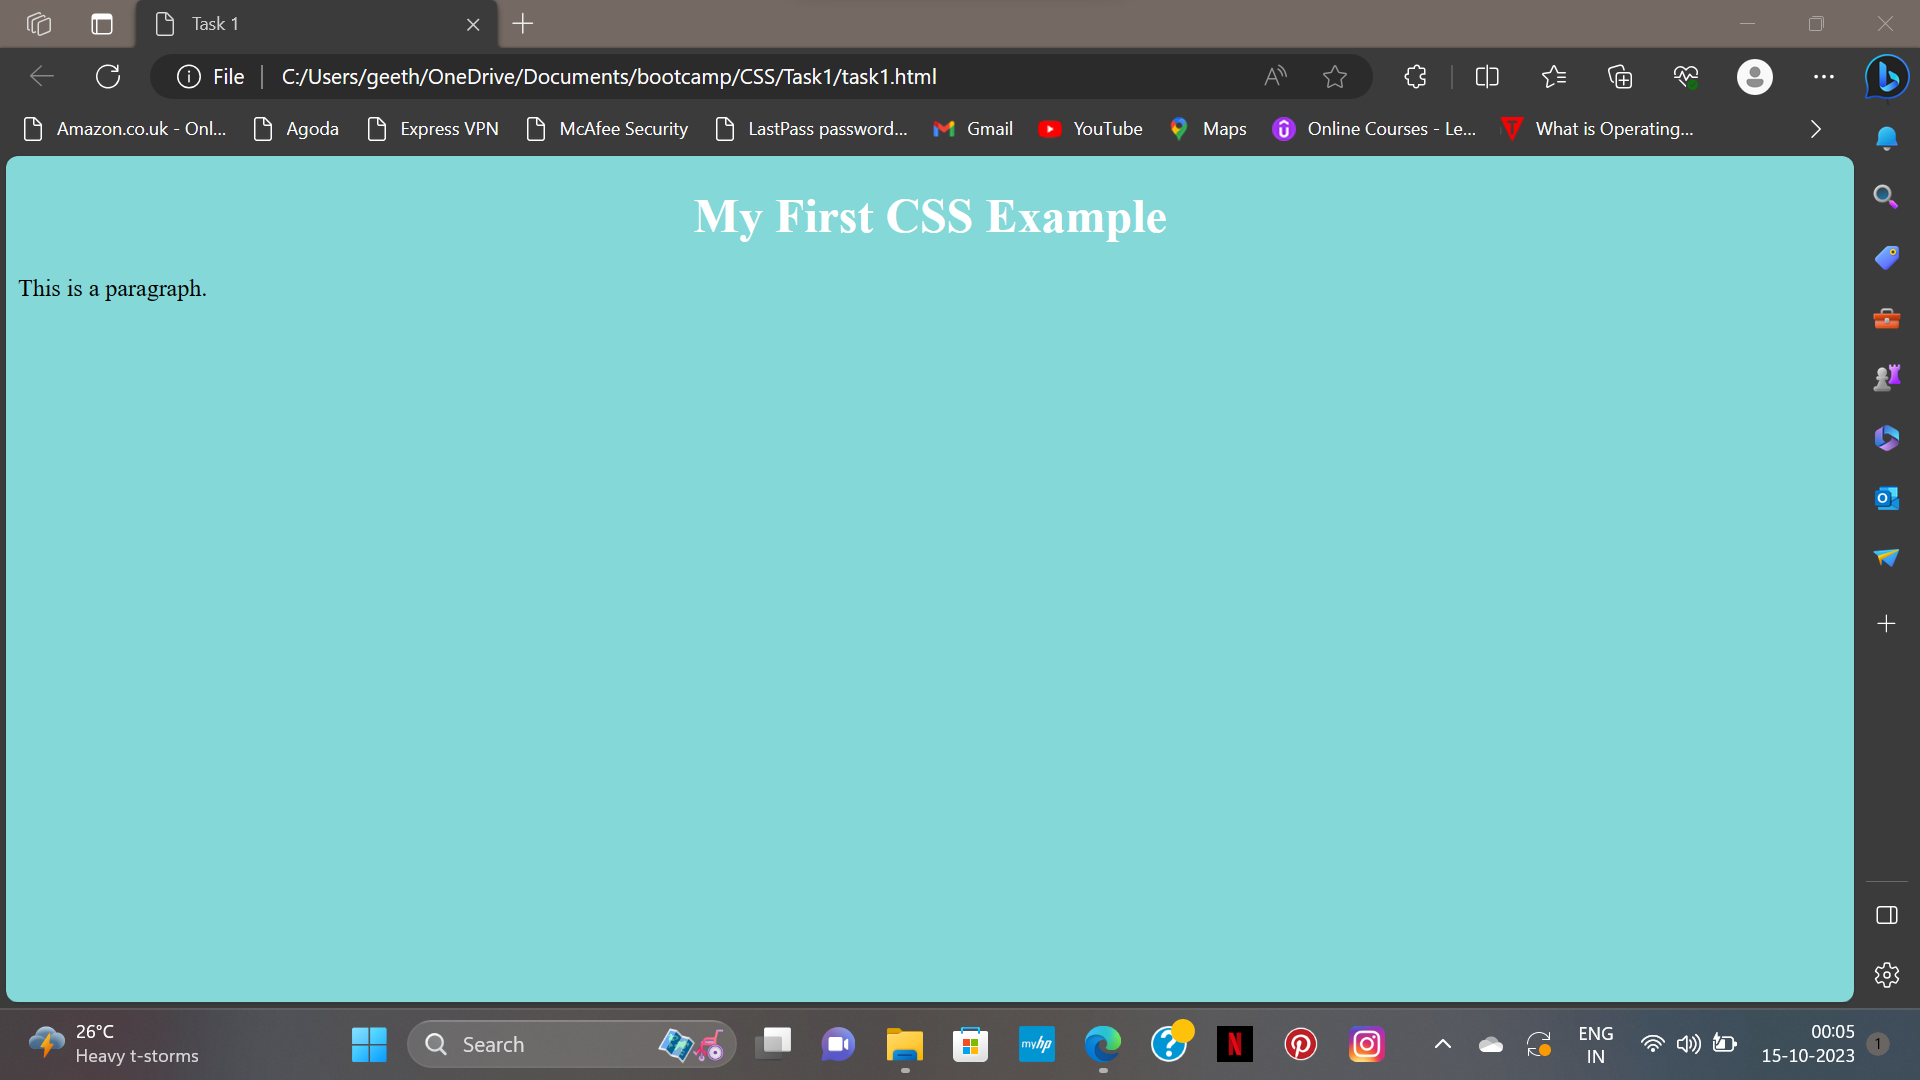 Task 1
File
C:/Users/geeth/OneDrive/Documents/bootcamp/CSS/Task1/task1.html
Amazon.co.uk - Onl...
Agoda
Express VPN
McAfee Security
LastPass password...
Gmail
YouTube
Maps
Online Courses - Le...
What is Operating...
My First CSS Example
This is a paragraph.
26°C
Heavy t-storms
Search
myhp
ENG
IN
00:05
15-10-2023
1